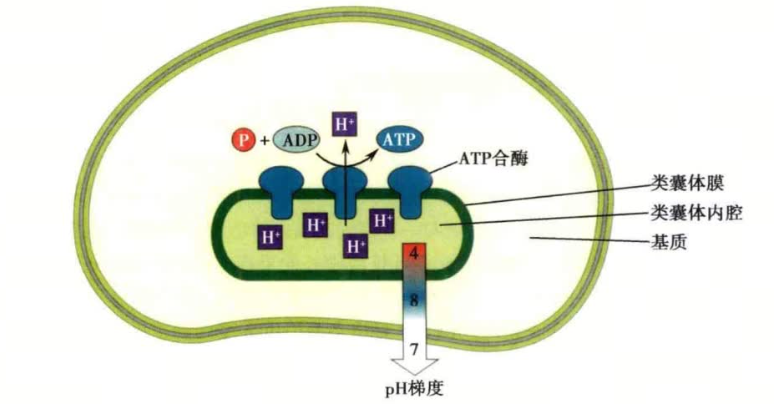 H⁺
P + ADP ATP
ATP合酶
类囊体膜
类囊体内腔
基质
H⁺ H⁺ H⁺ H⁺
4
8
7
pH梯度